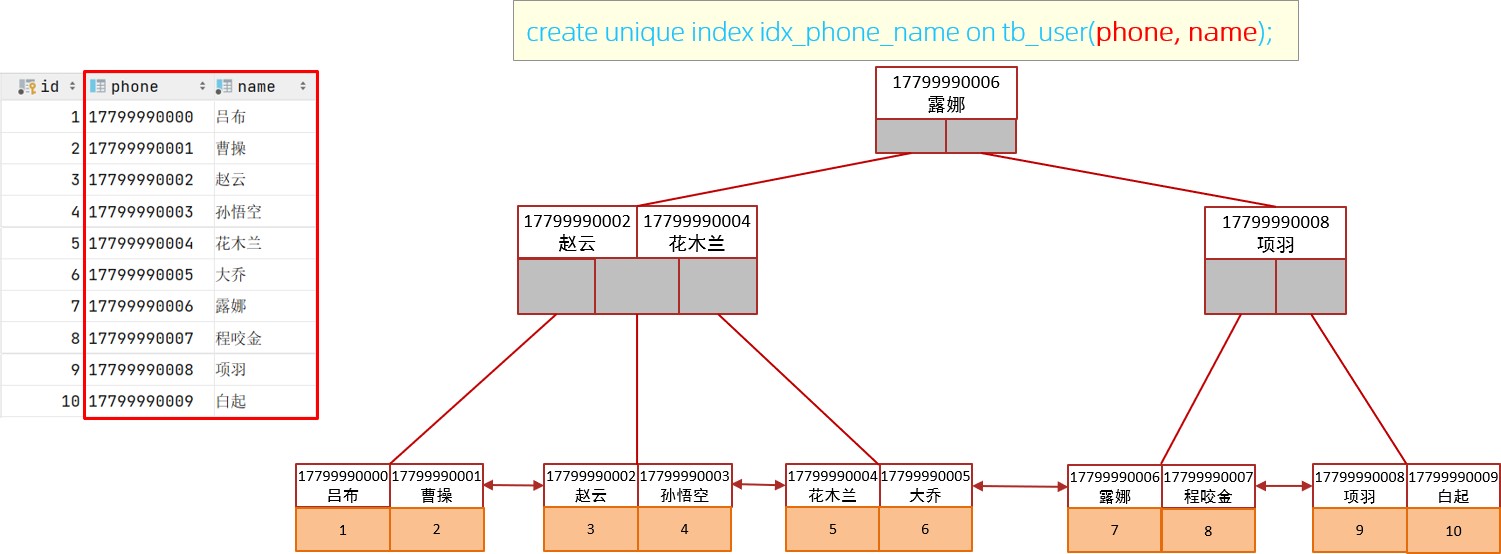 create unique index idx_phone_name on tb_user(phone, name);
id phone name
1 17799990000 吕布
2 17799990001 曹操
3 17799990002 赵云
4 17799990003 孙悟空
5 17799990004 花木兰
6 17799990005 大乔
7 17799990006 露娜
8 17799990007 程咬金
9 17799990008 项羽
10 17799990009 白起
17799990006
露娜
17799990002 17799990004
赵云 花木兰
17799990008
项羽
17799990000 17799990001
吕布 曹操
1 2
17799990002 17799990003
赵云 孙悟空
3 4
17799990004 17799990005
花木兰 大乔
5 6
17799990006 17799990007
露娜 程咬金
7 8
17799990008 17799990009
项羽 白起
9 10